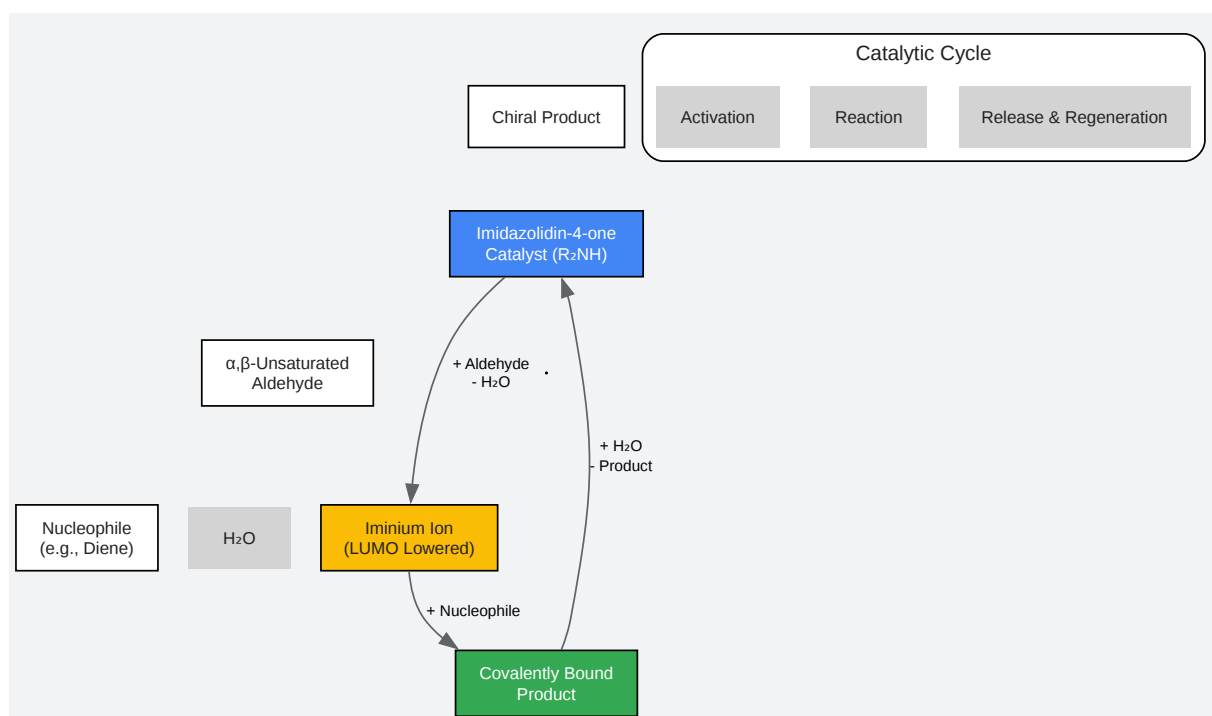 Catalytic Cycle
Chiral Product
Activation
Reaction
Release & Regeneration
Imidazolidin-4-one
Catalyst (R₂NH)
α,β-Unsaturated
Aldehyde
+ Aldehyde
- H₂O
+ H₂O
- Product
Nucleophile
(e.g., Diene)
H₂O
Iminium Ion
(LUMO Lowered)
+ Nucleophile
Covalently Bound
Product